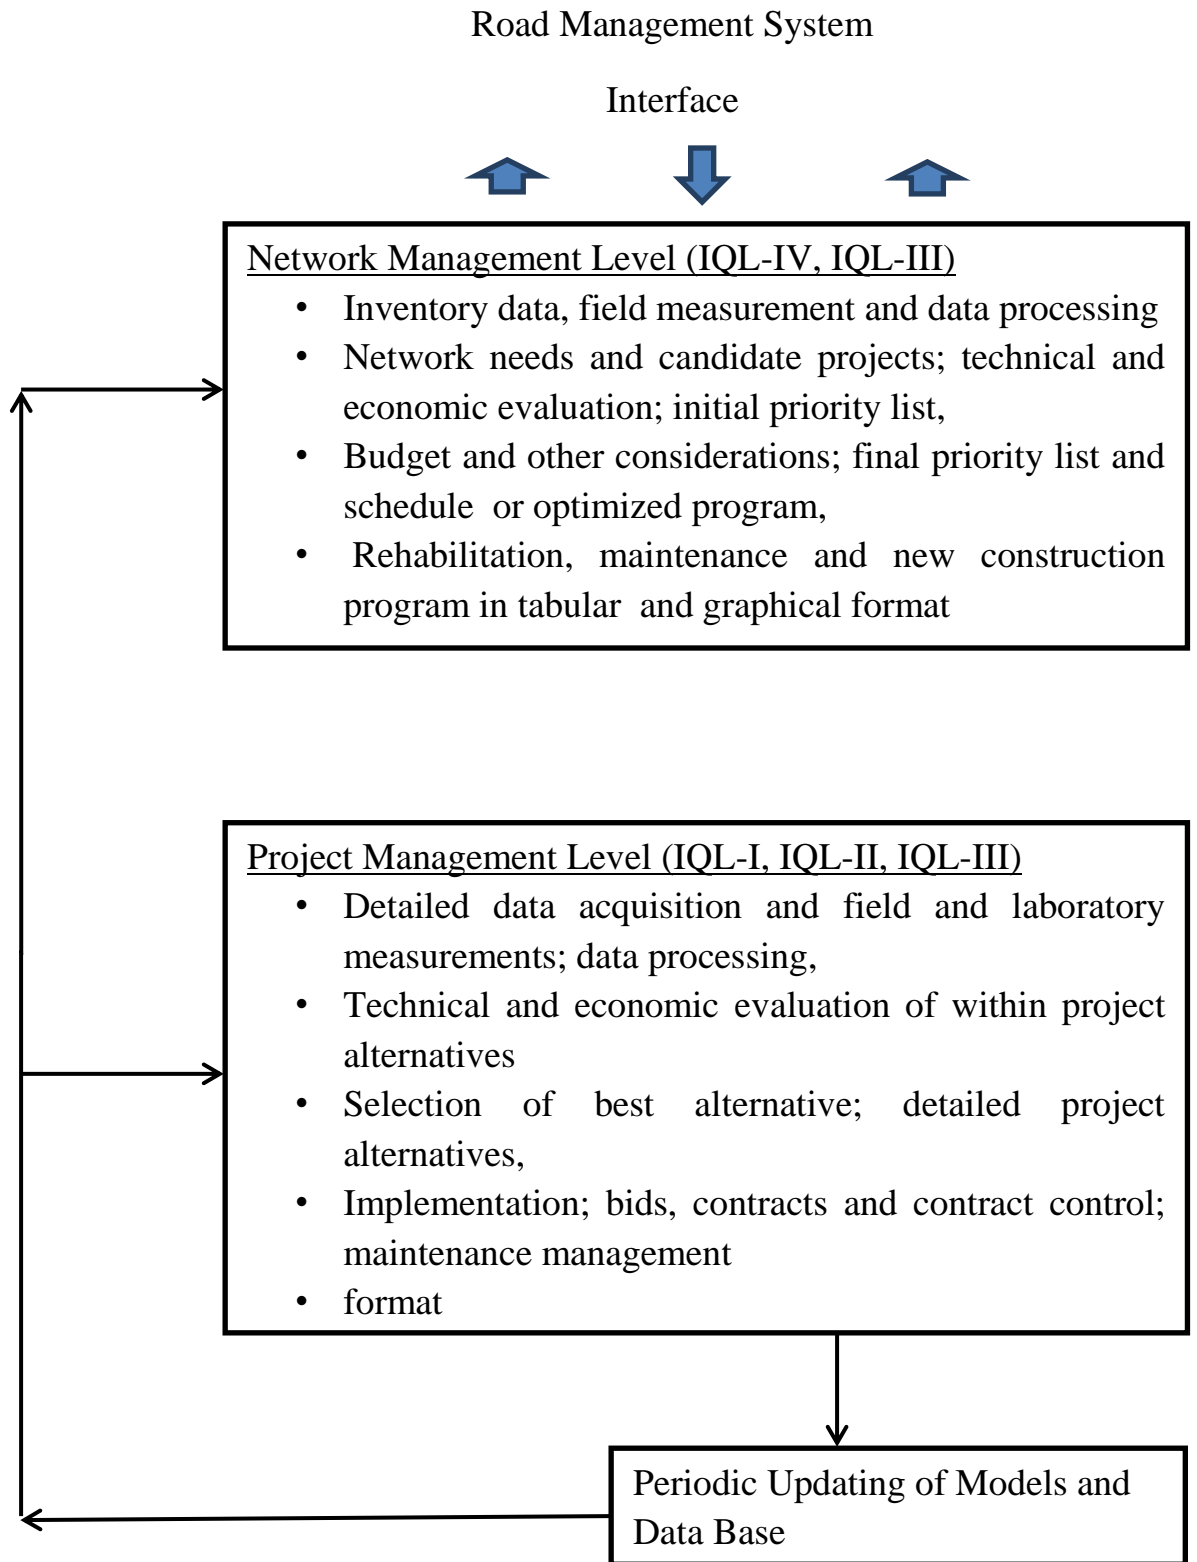 Road Management System
Interface
Network Management Level (IQL-IV, IQL-III)
• Inventory data, field measurement and data processing
• Network needs and candidate projects; technical and
economic evaluation; initial priority list,
• Budget and other considerations; final priority list and
schedule or optimized program,
• Rehabilitation, maintenance and new construction
program in tabular and graphical format
Project Management Level (IQL-I, IQL-II, IQL-III)
• Detailed data acquisition and field and laboratory
measurements; data processing,
• Technical and economic evaluation of within project
alternatives
• Selection of best alternative; detailed project
alternatives,
• Implementation; bids, contracts and contract control;
maintenance management
• format
Periodic Updating of Models and
Data Base